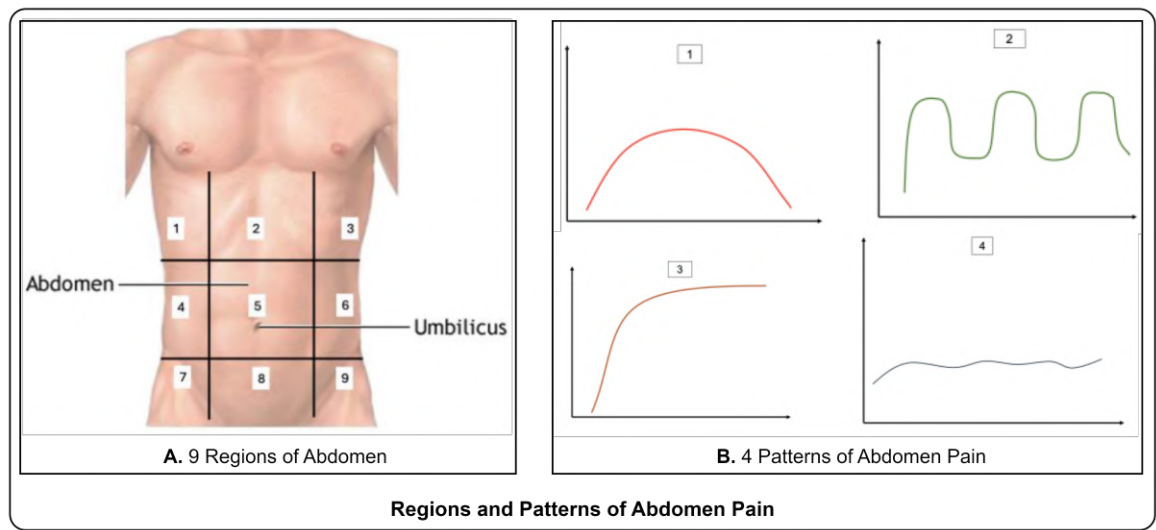 1 2 3
Abdomen
4 5 6
Umbilicus
7 8 9
A. 9 Regions of Abdomen
1
2
3
4
B. 4 Patterns of Abdomen Pain
Regions and Patterns of Abdomen Pain